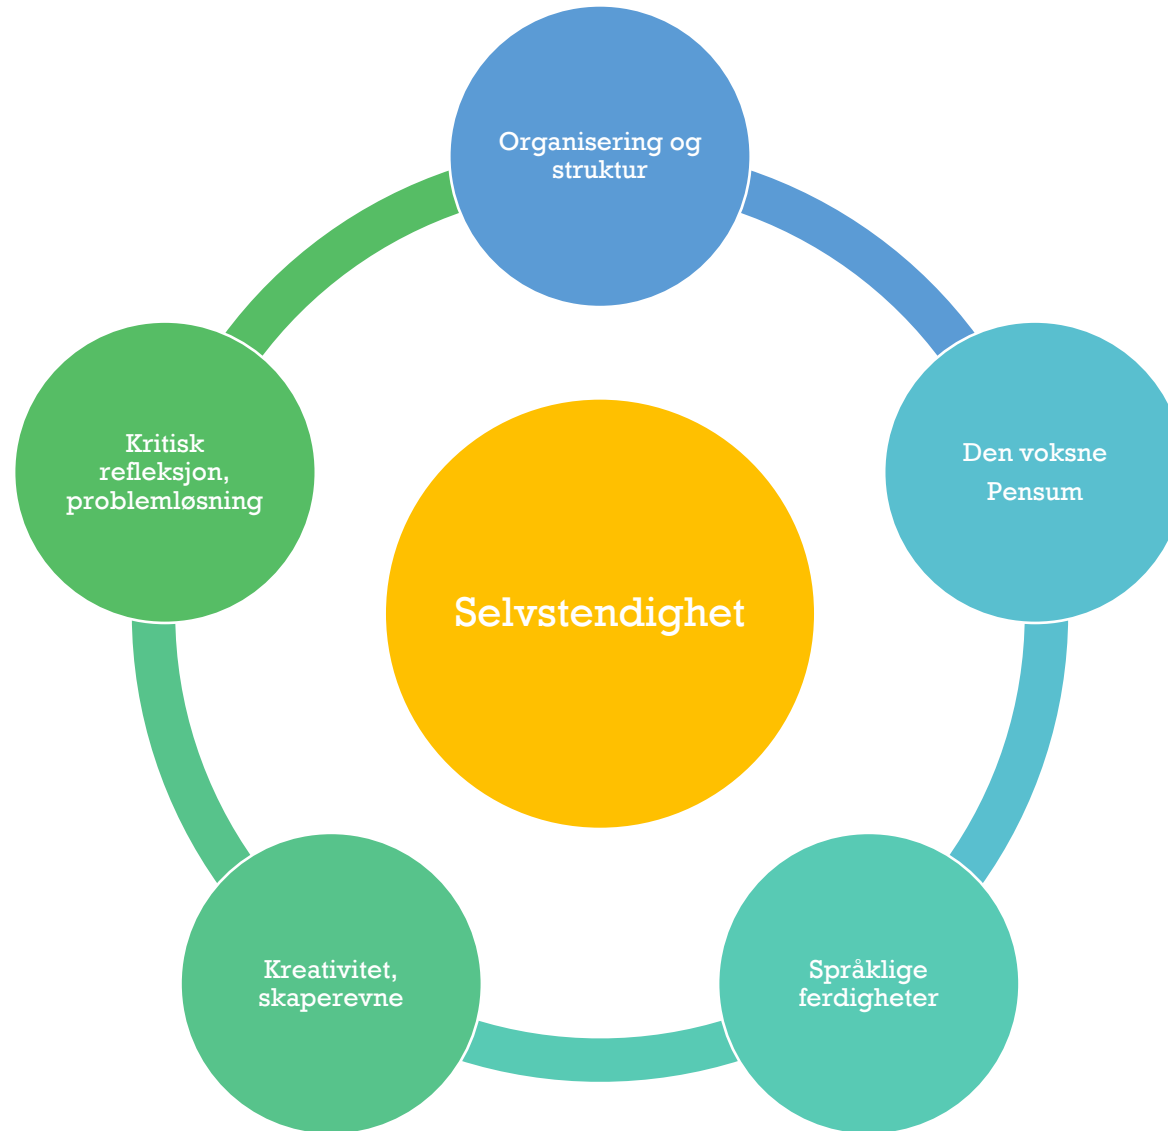 Organisering og
struktur
Den voksne
Pensum
Språklige
ferdigheter
Kreativitet,
skaperevne
Kritisk
refleksjon,
problemløsning
Selvstendighet